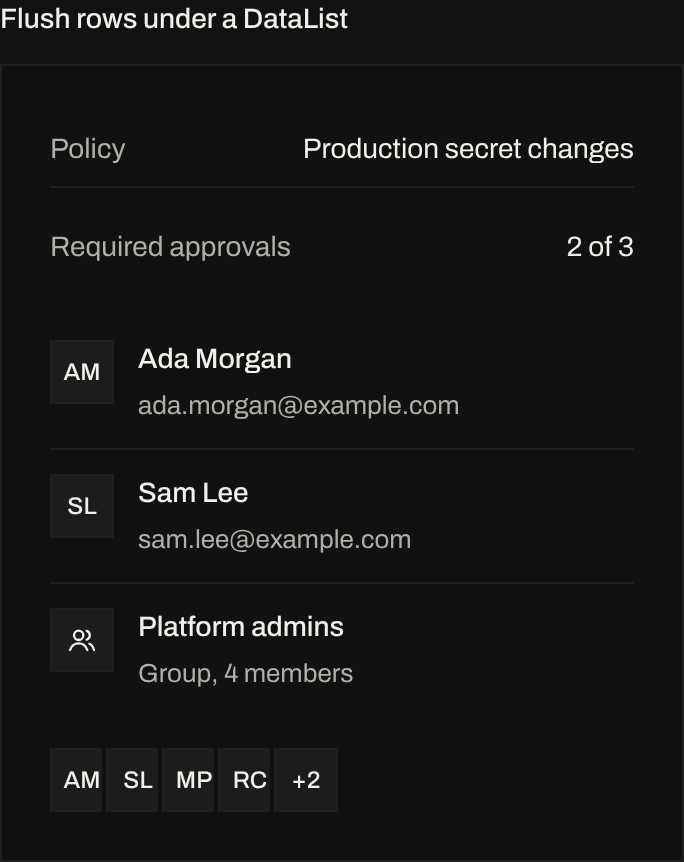 Flush rows under a DataList
Policy Production secret changes
Required approvals 2 of 3
AM Ada Morgan
ada.morgan@example.com
SL Sam Lee
sam.lee@example.com
Platform admins
Group, 4 members
AM SL MP RC +2